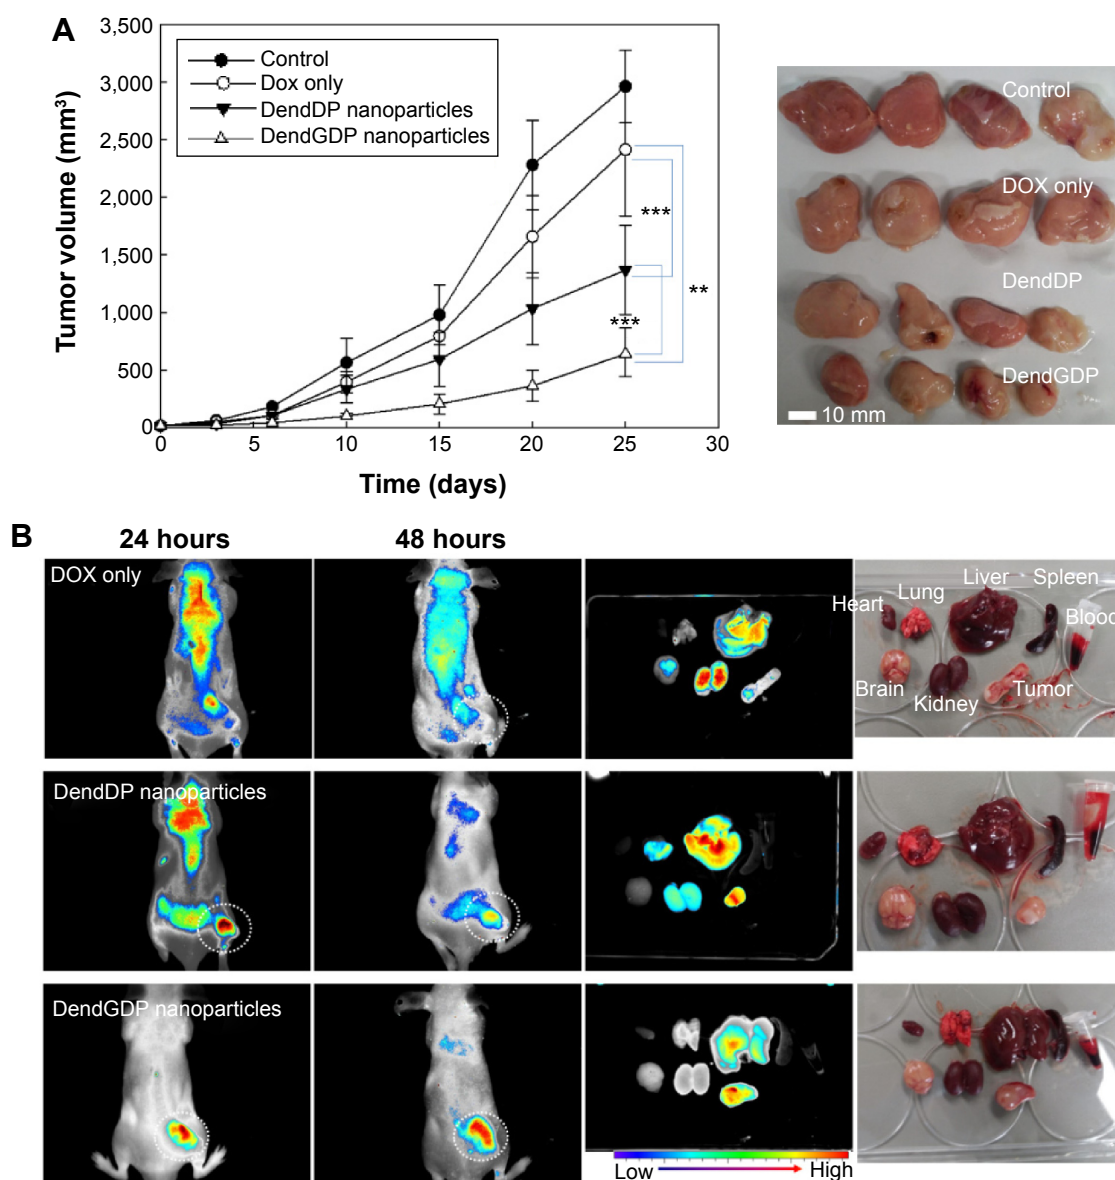 A
3,500
3,000
2,500
2,000
1,500
1,000
500
0
0
5
10
15
20
25
30
Tumor volume (mm³)
Time (days)
Control
Dox only
DendDP nanoparticles
DendGDP nanoparticles
***
**
***
Control
DOX only
DendDP
DendGDP
10 mm
B
24 hours
48 hours
DOX only
Heart
Lung
Liver
Spleen
Blood
Brain
Kidney
Tumor
DendDP nanoparticles
DendGDP nanoparticles
Low
High